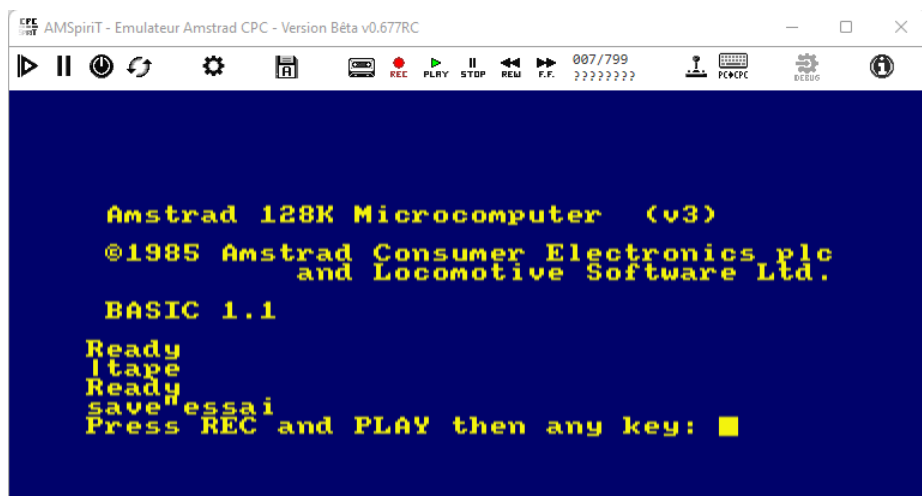 AMSpiriT - Emulateur Amstrad CPC - Version Bêta v0.677RC
REC PLAY STOP REW F.F. 007/799 ???????? PC CPC DEBUG
Amstrad 128K Microcomputer (v3)
©1985 Amstrad Consumer Electronics plc
and Locomotive Software Ltd.
BASIC 1.1
Ready
|tape
Ready
save"essai
Press REC and PLAY then any key: